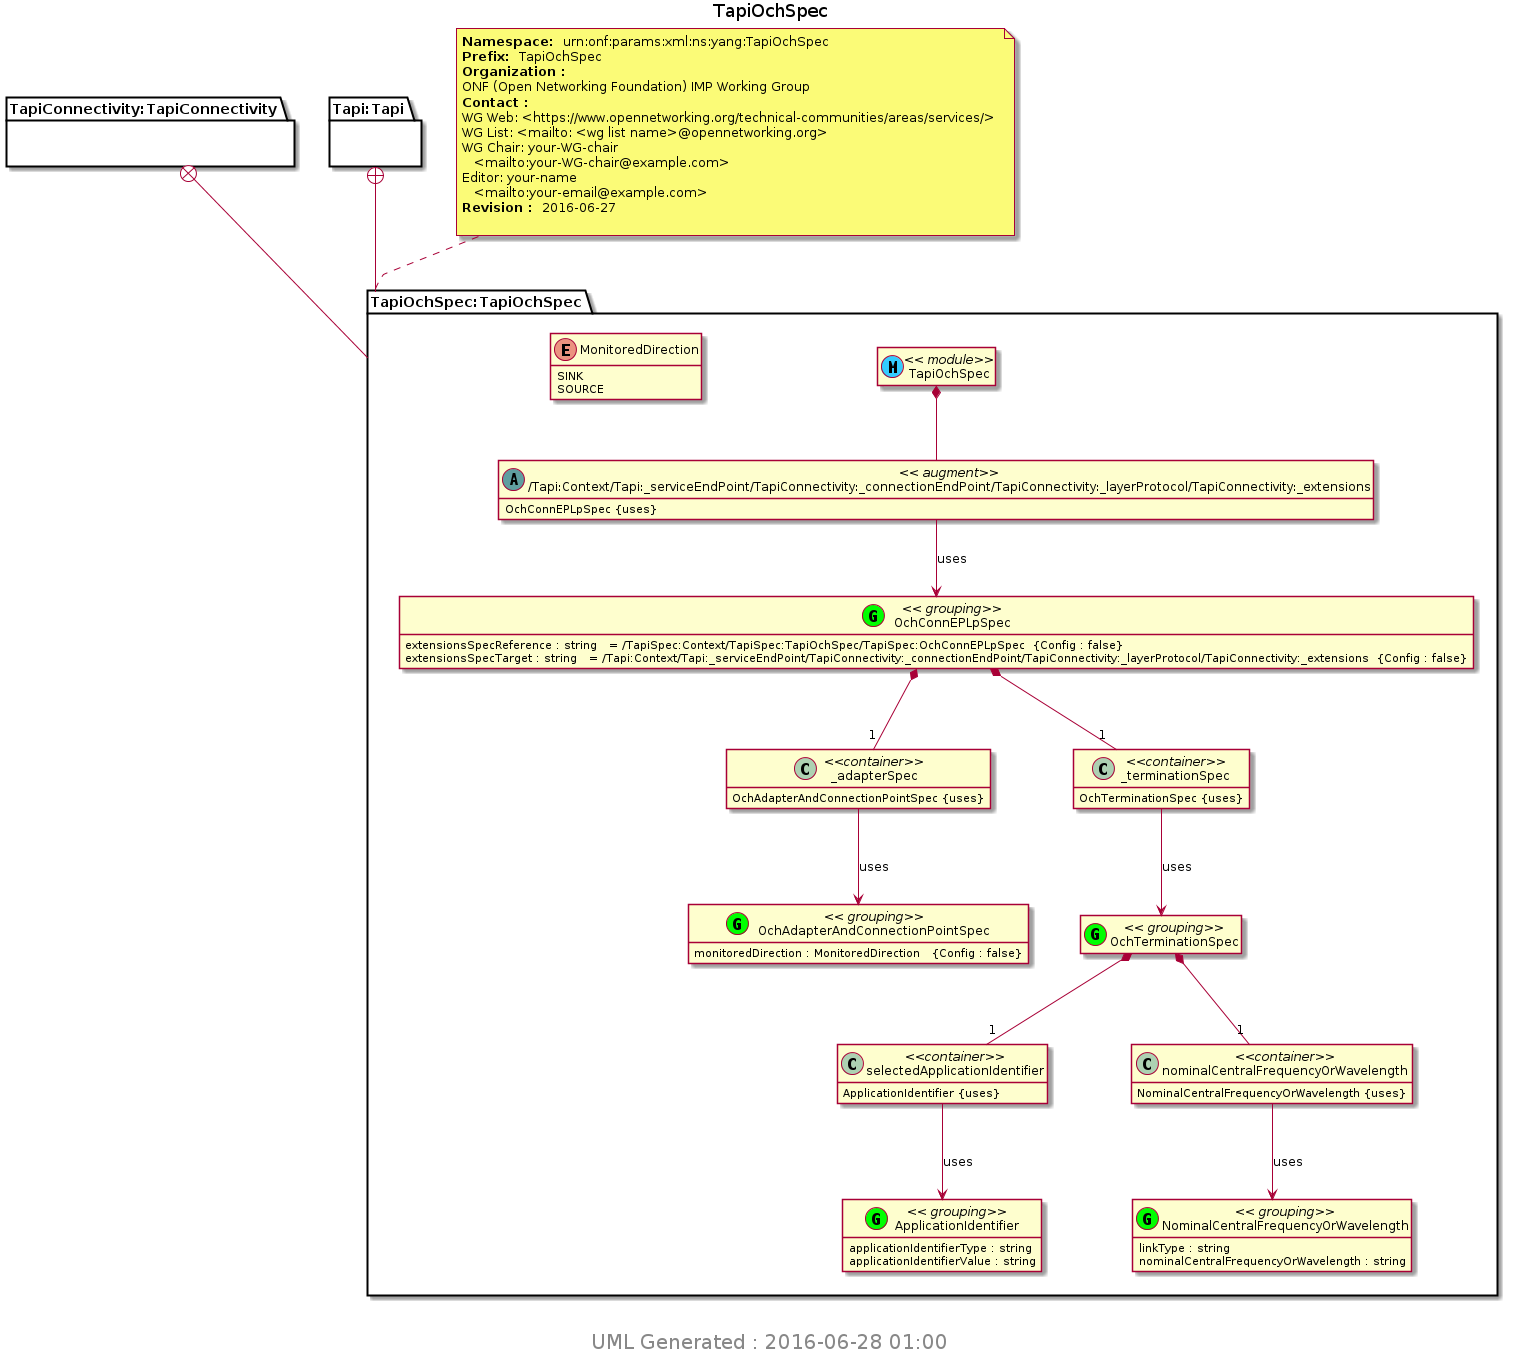 TapiOchSpec
Namespace:  urn:onf:params:xml:ns:yang:TapiOchSpec
Prefix:  TapiOchSpec
Organization :
ONF (Open Networking Foundation) IMP Working Group
Contact :
WG Web: <https://www.opennetworking.org/technical-communities/areas/services/>
WG List: <mailto: <wg list name>@opennetworking.org>
WG Chair: your-WG-chair
<mailto:your-WG-chair@example.com>
Editor: your-name
<mailto:your-email@example.com>
Revision :  2016-06-27
TapiConnectivity:TapiConnectivity
Tapi:Tapi
TapiOchSpec:TapiOchSpec
E MonitoredDirection
SINK
SOURCE
M << module>>
TapiOchSpec
A << augment>>
/Tapi:Context/Tapi:_serviceEndPoint/TapiConnectivity:_connectionEndPoint/TapiConnectivity:_layerProtocol/TapiConnectivity:_extensions
OchConnEPLpSpec {uses}
uses
G << grouping>>
OchConnEPLpSpec
extensionsSpecReference : string   = /TapiSpec:Context/TapiSpec:TapiOchSpec/TapiSpec:OchConnEPLpSpec  {Config : false}
extensionsSpecTarget : string   = /Tapi:Context/Tapi:_serviceEndPoint/TapiConnectivity:_connectionEndPoint/TapiConnectivity:_layerProtocol/TapiConnectivity:_extensions  {Config : false}
1
1
C <<container>>
_adapterSpec
OchAdapterAndConnectionPointSpec {uses}
C <<container>>
_terminationSpec
OchTerminationSpec {uses}
uses
uses
G << grouping>>
OchAdapterAndConnectionPointSpec
monitoredDirection : MonitoredDirection   {Config : false}
G << grouping>>
OchTerminationSpec
1
1
C <<container>>
selectedApplicationIdentifier
ApplicationIdentifier {uses}
C <<container>>
nominalCentralFrequencyOrWavelength
NominalCentralFrequencyOrWavelength {uses}
uses
uses
G << grouping>>
ApplicationIdentifier
applicationIdentifierType : string
applicationIdentifierValue : string
G << grouping>>
NominalCentralFrequencyOrWavelength
linkType : string
nominalCentralFrequencyOrWavelength : string
UML Generated : 2016-06-28 01:00